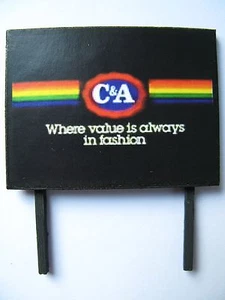 C&A
Where value is always
in fashion